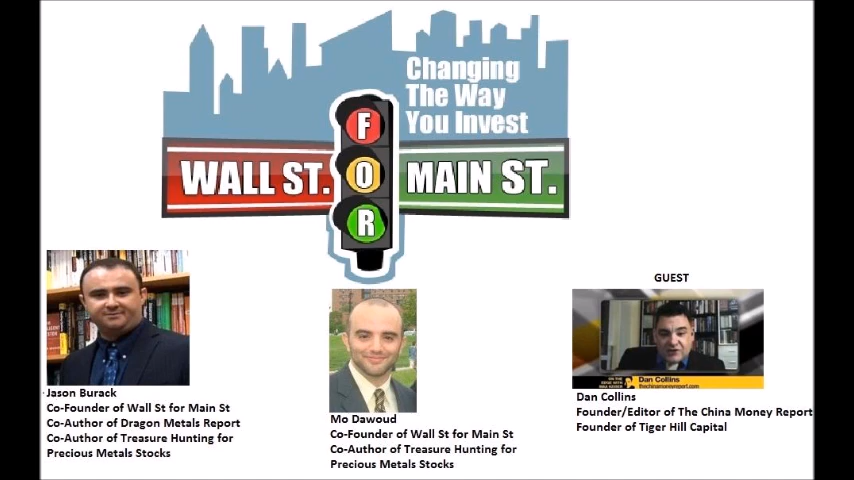 Changing
The Way
You Invest
WALL ST. FOR MAIN ST.
GUEST
Dan Collins
thechinamoneyreport.com
Jason Burack
Co-Founder of Wall St for Main St
Co-Author of Dragon Metals Report
Co-Author of Treasure Hunting for
Precious Metals Stocks
Mo Dawoud
Co-Founder of Wall St for Main St
Co-Author of Treasure Hunting for
Precious Metals Stocks
Dan Collins
Founder/Editor of The China Money Report
Founder of Tiger Hill Capital